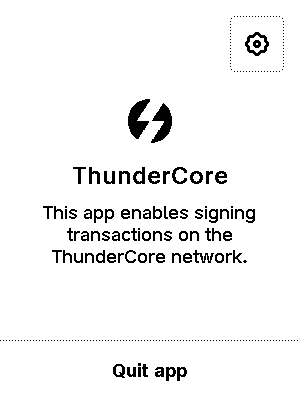 ThunderCore
This app enables signing
transactions on the
ThunderCore network.
Quit app